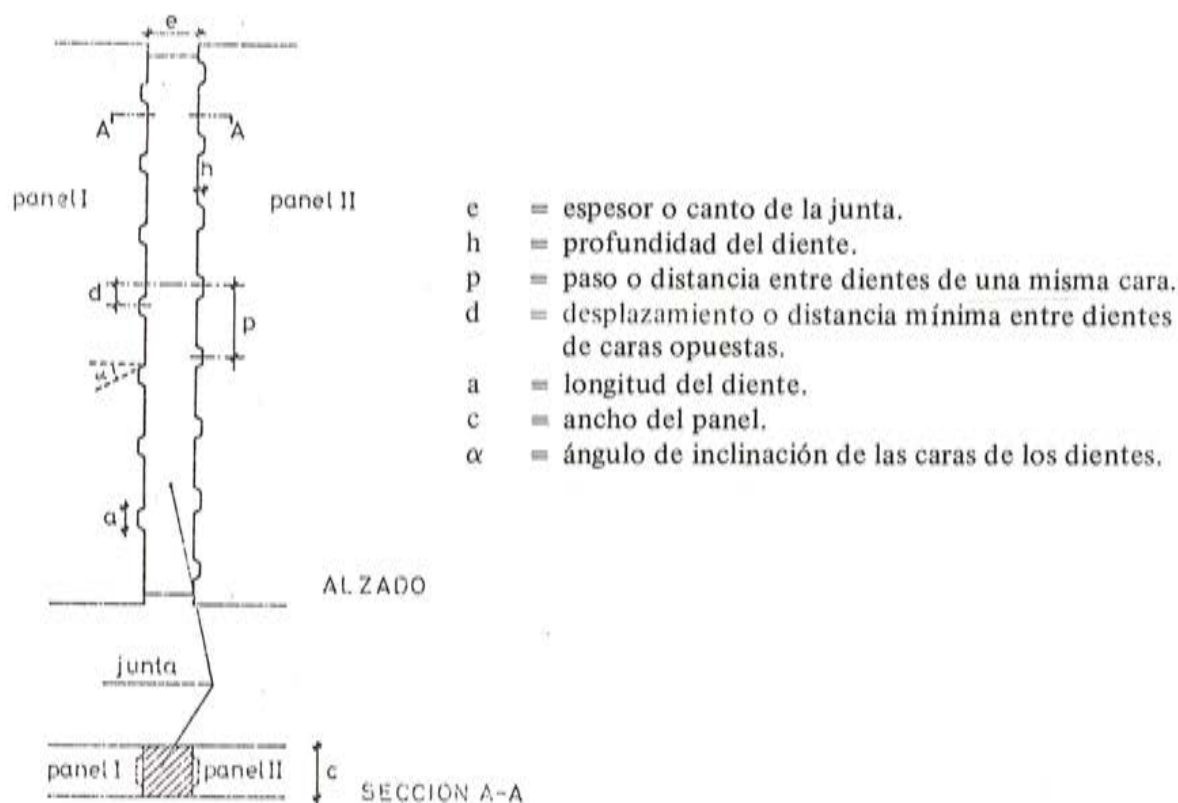 e
A
A
h
panel I
panel II
d
p
α
a
ALZADO
junta
panel I
panel II
c
SECCION A-A
e = espesor o canto de la junta.
h = profundidad del diente.
p = paso o distancia entre dientes de una misma cara.
d = desplazamiento o distancia mínima entre dientes
de caras opuestas.
a = longitud del diente.
c = ancho del panel.
α = ángulo de inclinación de las caras de los dientes.